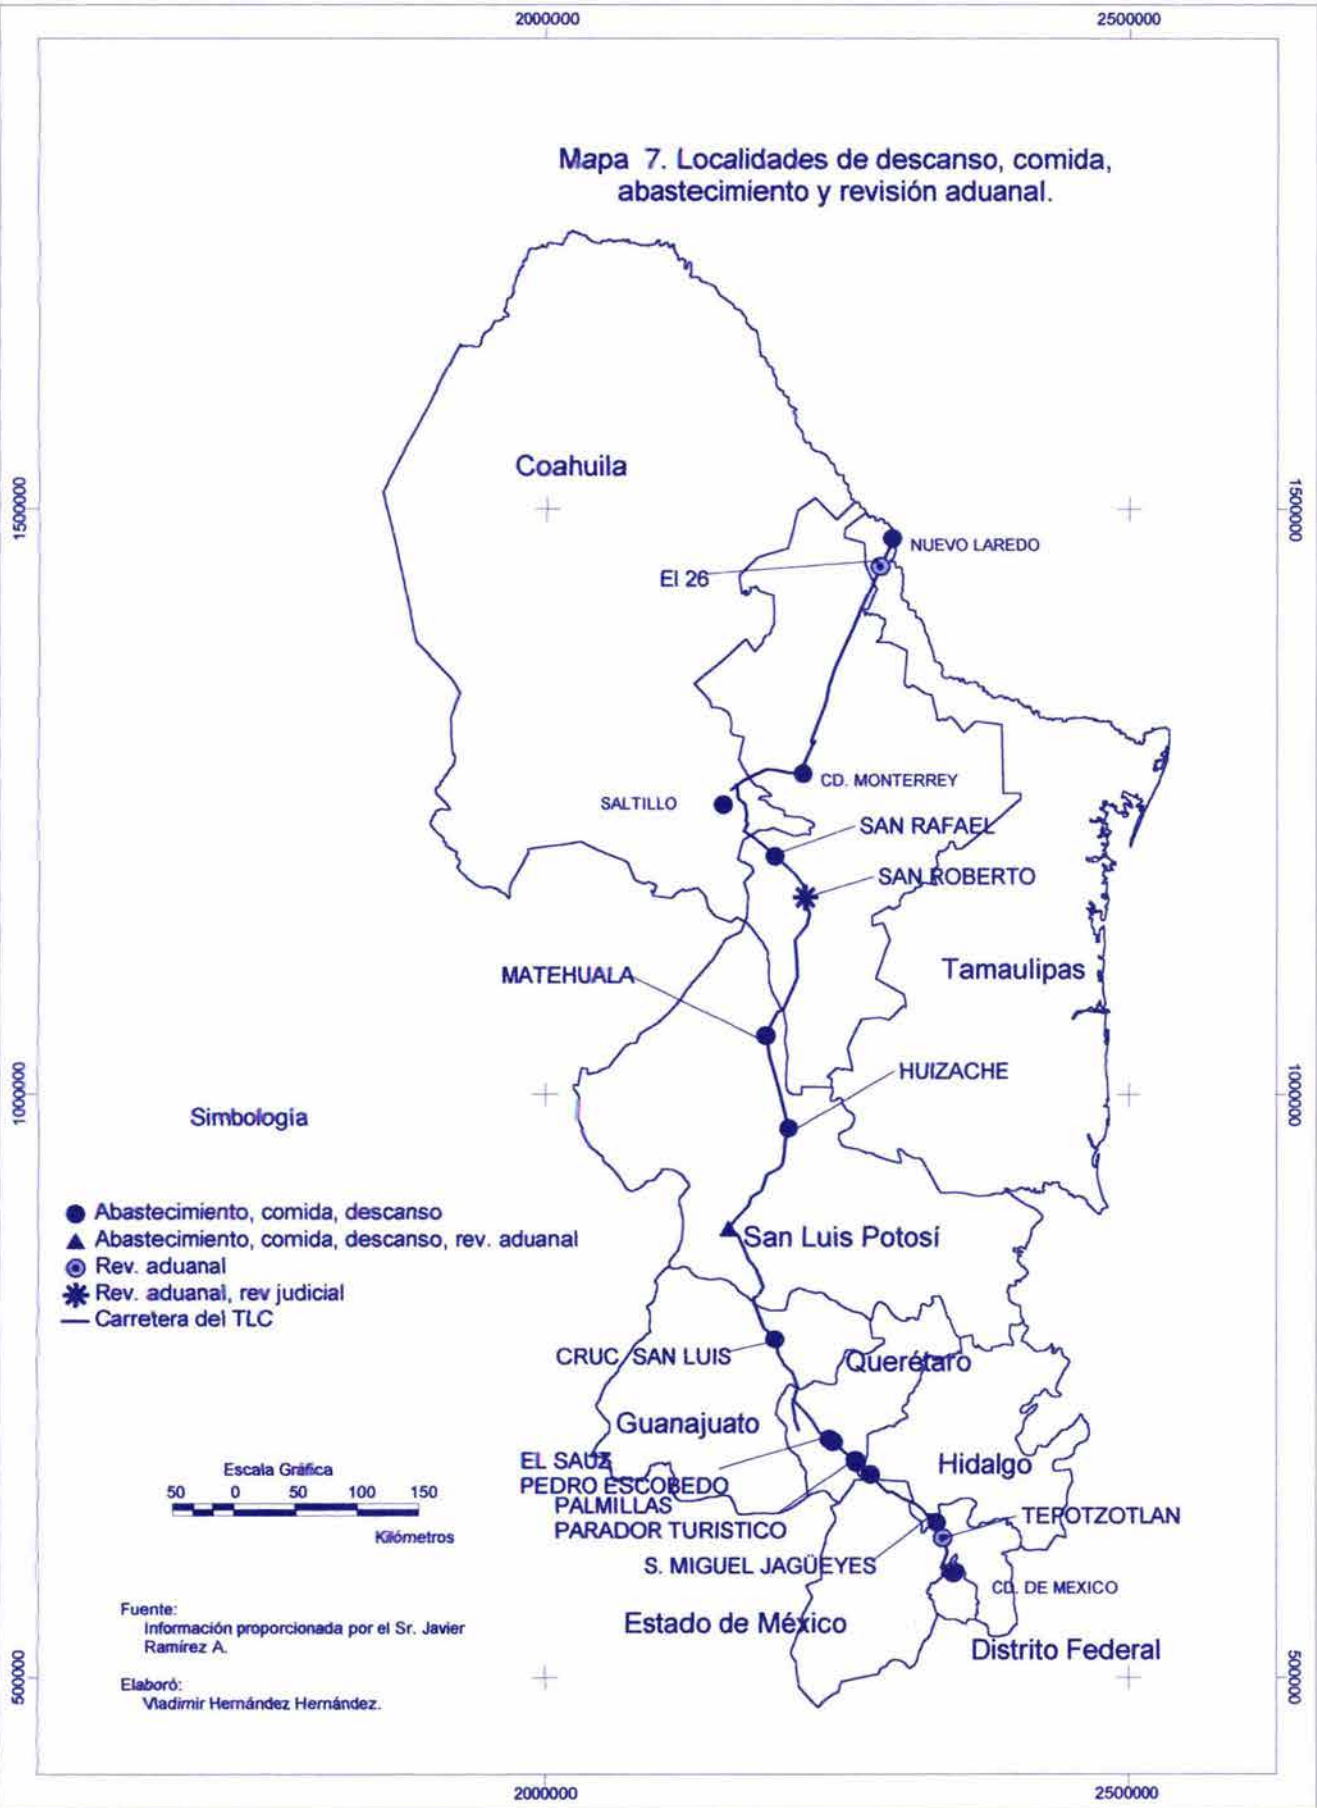 2000000
2500000
Mapa 7. Localidades de descanso, comida,
abastecimiento y revisión aduanal.
Coahuila
1500000
1500000
NUEVO LAREDO
El 26
CD. MONTERREY
SALTILLO
SAN RAFAEL
SAN ROBERTO
MATEHUALA
Tamaulipas
HUIZACHE
1000000
1000000
Simbología
Abastecimiento, comida, descanso
Abastecimiento, comida, descanso, rev. aduanal
Rev. aduanal
Rev. aduanal, rev judicial
Carretera del TLC
San Luis Potosí
CRUC. SAN LUIS
Querétaro
Guanajuato
EL SAUZ
PEDRO ESCOBEDO
PALMILLAS
PARADOR TURISTICO
Hidalgo
TEPOTZOTLAN
S. MIGUEL JAGÜEYES
CD. DE MEXICO
Estado de México
Distrito Federal
Escala Gráfica
50 0 50 100 150
Kilómetros
Fuente:
Información proporcionada por el Sr. Javier
Ramírez A.
Elaboró:
Vladimir Hernández Hernández.
500000
500000
2000000
2500000